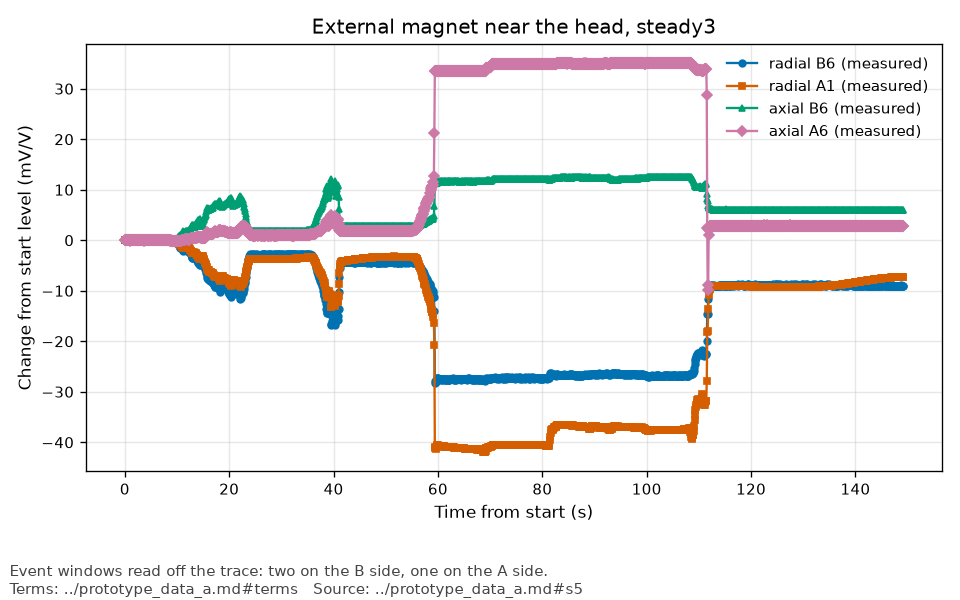 External magnet near the head, steady3
Change from start level (mV/V)
30
20
10
0
−10
−20
−30
−40
radial B6 (measured)
radial A1 (measured)
axial B6 (measured)
axial A6 (measured)
0 20 40 60 80 100 120 140
Time from start (s)
Event windows read off the trace: two on the B side, one on the A side.
Terms: ../prototype_data_a.md#terms Source: ../prototype_data_a.md#s5